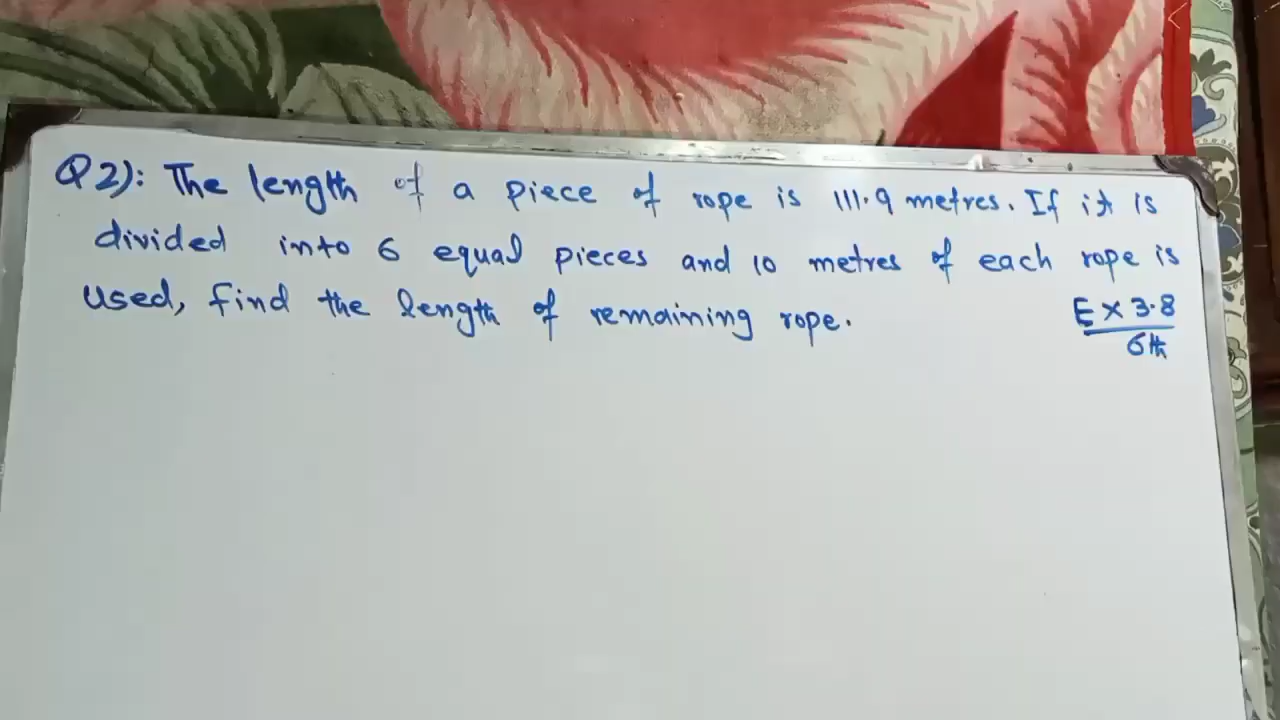 Q2): The length of a piece of rope is 111.9 metres. If it is
divided into 6 equal pieces and 10 metres of each rope is
used, find the length of remaining rope.
Ex 3.8
6th